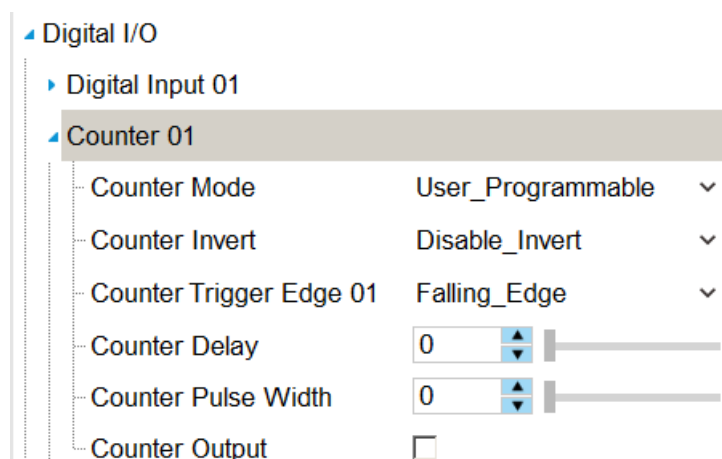 Digital I/O
Digital Input 01
Counter 01
Counter Mode User_Programmable
Counter Invert Disable_Invert
Counter Trigger Edge 01 Falling_Edge
Counter Delay 0
Counter Pulse Width 0
Counter Output